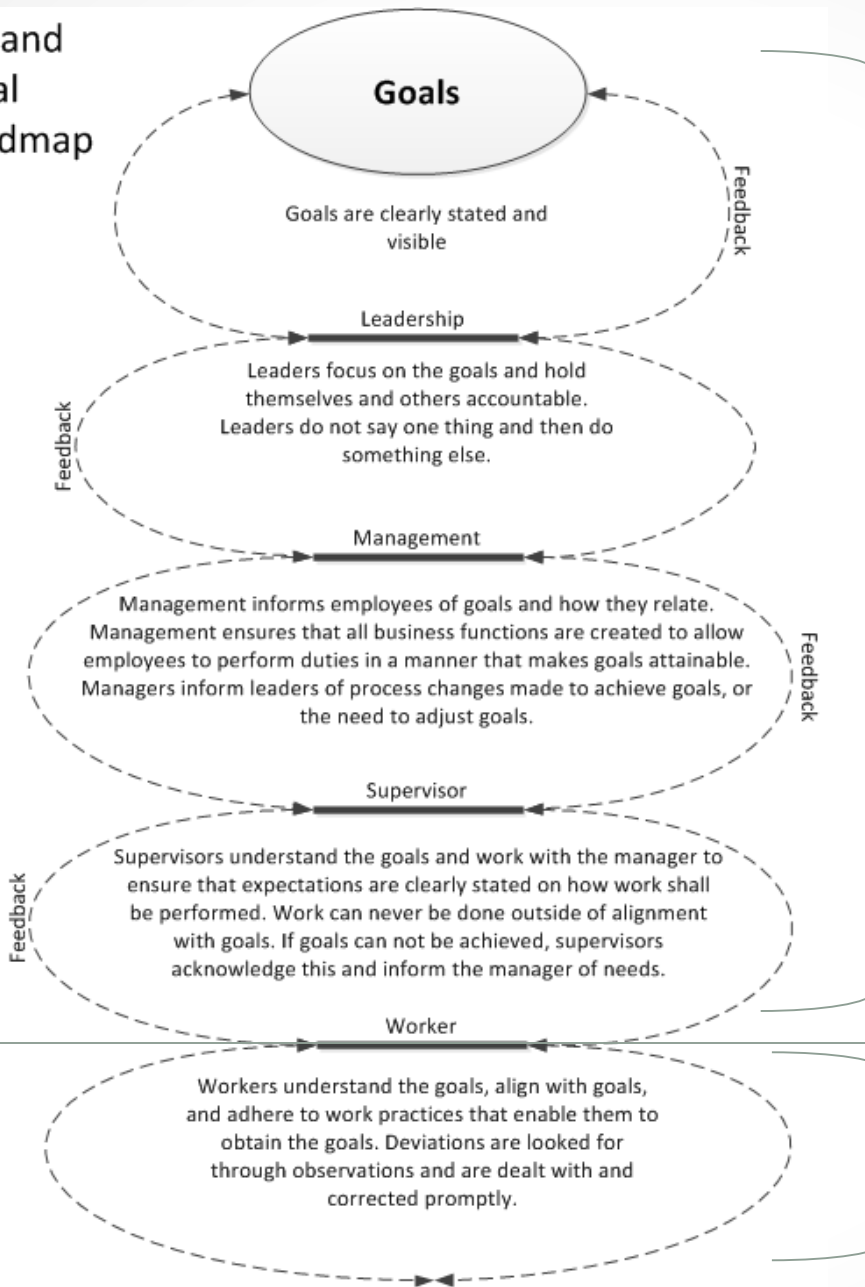 and
al
dmap
Goals
Goals are clearly stated and
visible
Feedback
Leadership
Leaders focus on the goals and hold
themselves and others accountable.
Leaders do not say one thing and then do
something else.
Feedback
Management
Management informs employees of goals and how they relate.
Management ensures that all business functions are created to allow
employees to perform duties in a manner that makes goals attainable.
Managers inform leaders of process changes made to achieve goals, or
the need to adjust goals.
Feedback
Supervisor
Supervisors understand the goals and work with the manager to
ensure that expectations are clearly stated on how work shall
be performed. Work can never be done outside of alignment
with goals. If goals can not be achieved, supervisors
acknowledge this and inform the manager of needs.
Feedback
Worker
Workers understand the goals, align with goals,
and adhere to work practices that enable them to
obtain the goals. Deviations are looked for
through observations and are dealt with and
corrected promptly.